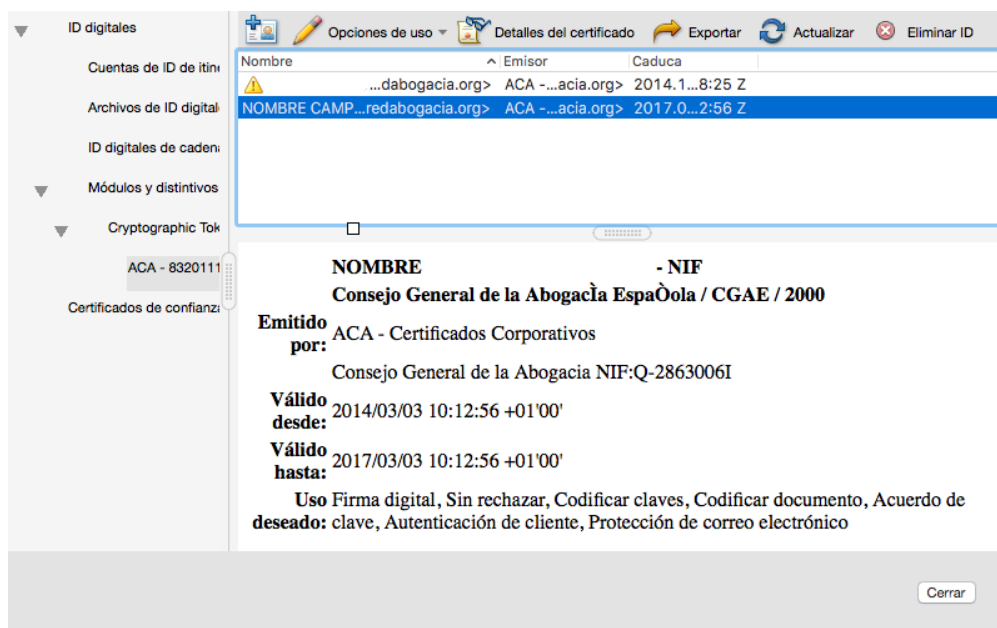 ID digitales
Opciones de uso Detalles del certificado Exportar Actualizar Eliminar ID
Cuentas de ID de itin
Archivos de ID digital
ID digitales de cadena
Módulos y distintivos
Cryptographic Tok
ACA - 8320111
Certificados de confianza
Nombre Emisor Caduca
...dabogacia.org> ACA -...acia.org> 2014.1...8:25 Z
NOMBRE CAMP...redabogacia.org> ACA -...acia.org> 2017.0...2:56 Z
NOMBRE - NIF
Consejo General de la AbogacÌa EspaÒola / CGAE / 2000
Emitido por: ACA - Certificados Corporativos
Consejo General de la Abogacia NIF:Q-2863006I
Válido desde: 2014/03/03 10:12:56 +01'00'
Válido hasta: 2017/03/03 10:12:56 +01'00'
Uso Firma digital, Sin rechazar, Codificar claves, Codificar documento, Acuerdo de
deseado: clave, Autenticación de cliente, Protección de correo electrónico
Cerrar